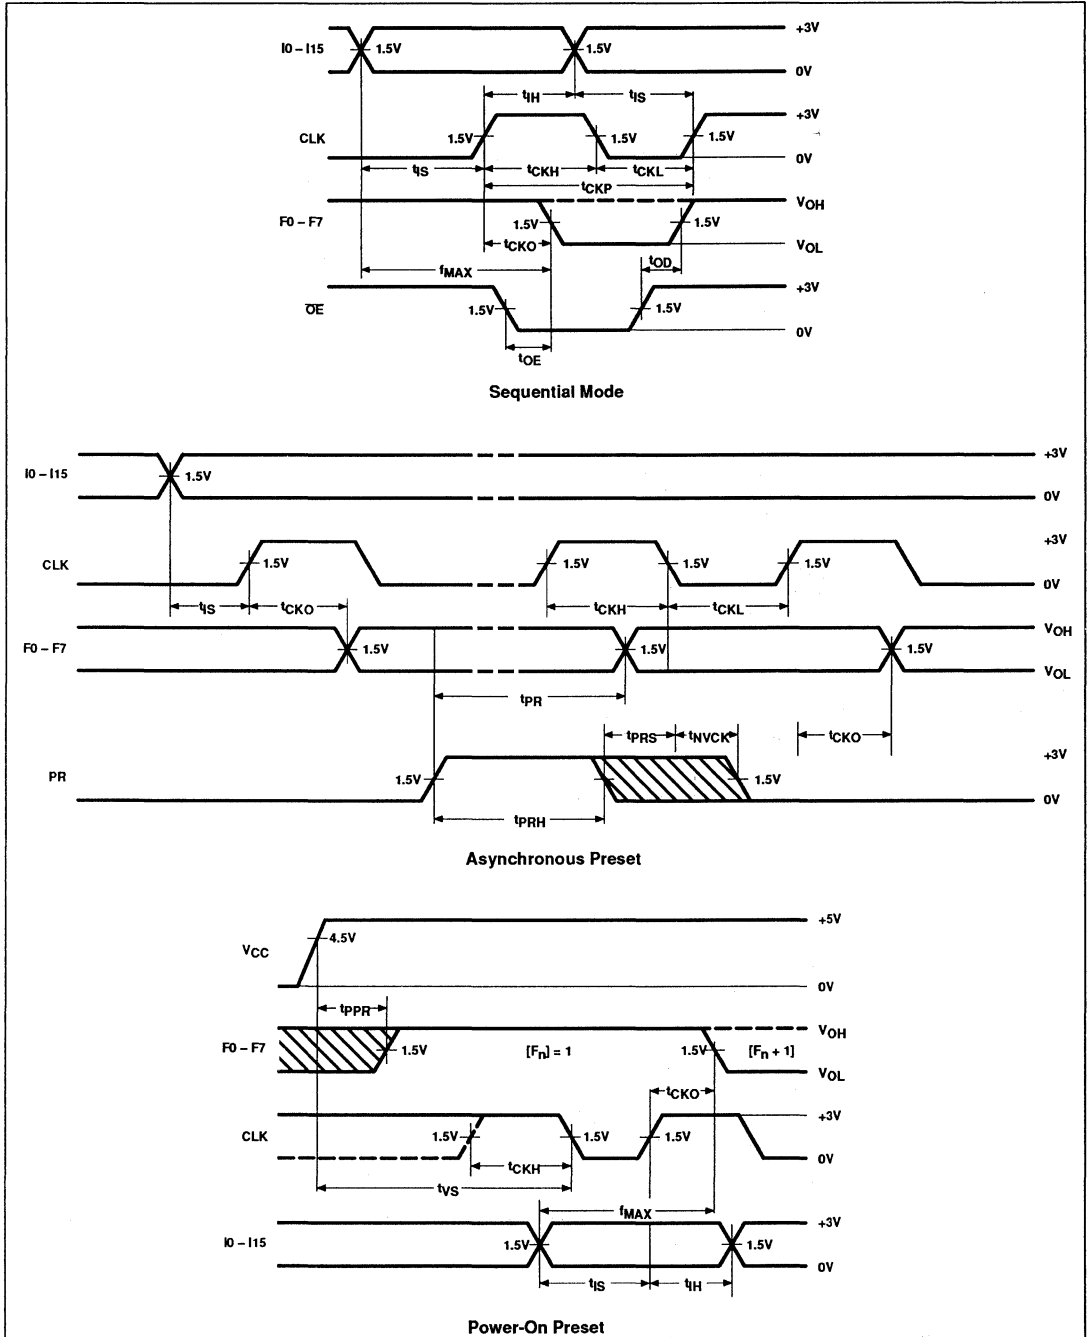 I0 – I15 1.5V 1.5V +3V
0V
tIH tIS
CLK 1.5V 1.5V 1.5V +3V
0V
tIS tCKH tCKL
tCKP
F0 – F7 1.5V 1.5V VOH
VOL
tCKO tOD
fMAX
OE 1.5V 1.5V +3V
0V
tOE
Sequential Mode
I0 – I15 1.5V +3V
0V
CLK 1.5V 1.5V 1.5V 1.5V +3V
0V
tIS tCKO tCKH tCKL
F0 – F7 1.5V 1.5V 1.5V VOH
VOL
tPR
tPRS tNVCK tCKO
PR 1.5V 1.5V +3V
0V
tPRH
Asynchronous Preset
VCC 4.5V +5V
0V
tPPR
F0 – F7 1.5V [Fn] = 1 1.5V [Fn + 1] VOH
VOL
tCKO
CLK 1.5V 1.5V 1.5V +3V
0V
tCKH
tVS
fMAX
I0 – I15 1.5V 1.5V +3V
0V
tIS tIH
Power-On Preset